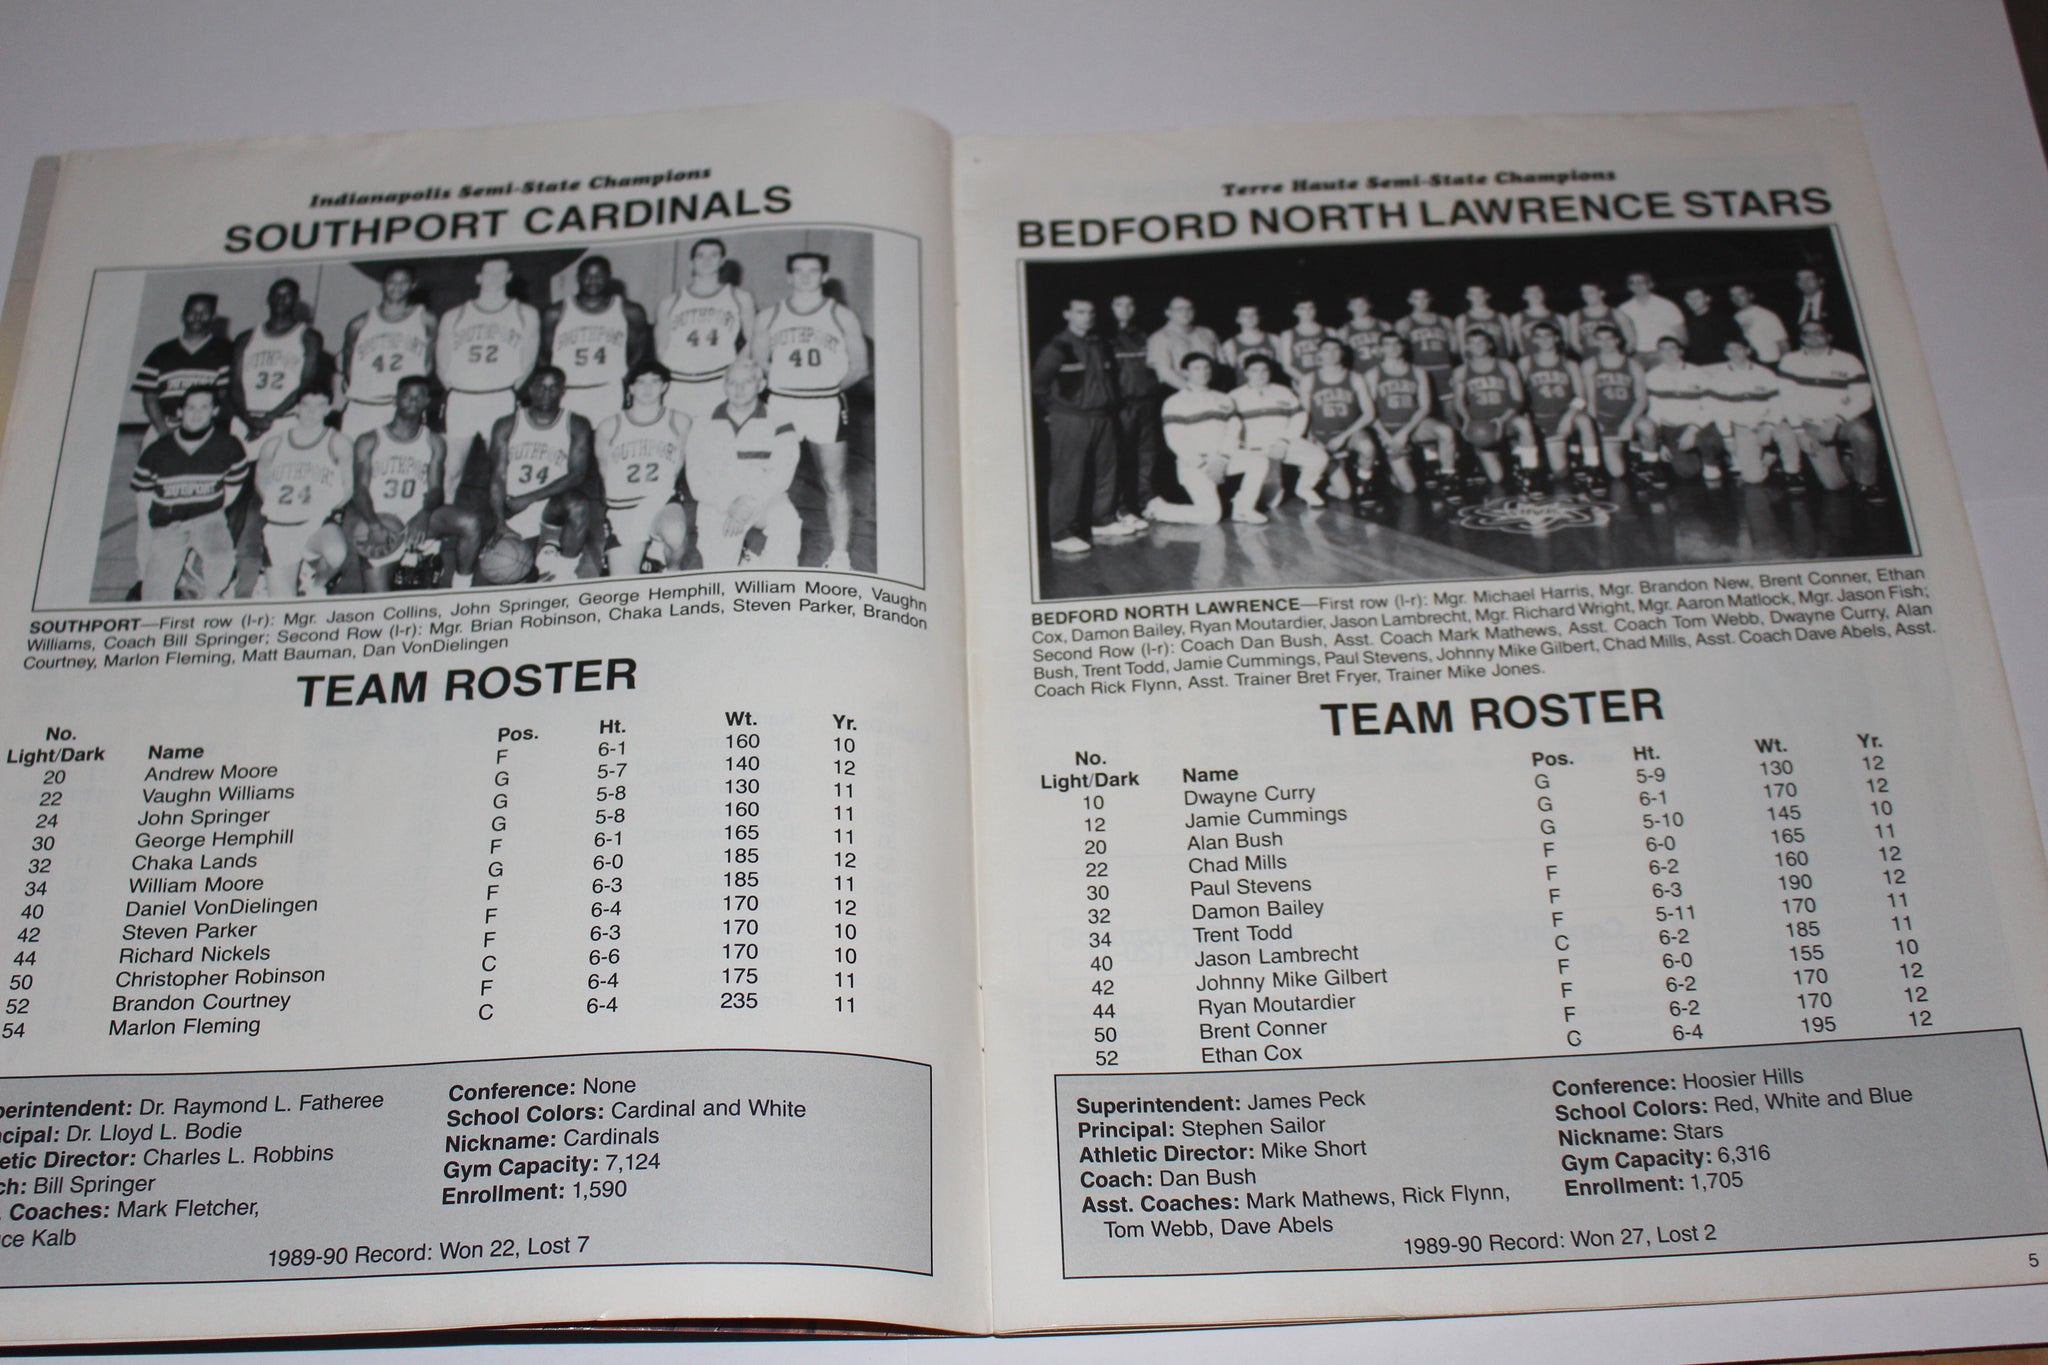 Indianapolis Semi-State Champions
SOUTHPORT CARDINALS
SOUTHPORT—First row (l-r): Mgr. Jason Collins, John Springer, George Hemphill, William Moore, Vaughn
Williams, Coach Bill Springer; Second Row (l-r): Mgr. Brian Robinson, Chaka Lands, Steven Parker, Brandon
Courtney, Marlon Fleming, Matt Bauman, Dan VonDielingen
TEAM ROSTER
No.
Light/Dark Name Pos. Ht. Wt. Yr.
20 Andrew Moore F 6-1 160 10
22 Vaughn Williams G 5-7 140 12
24 John Springer G 5-8 130 11
30 George Hemphill G 5-8 160 11
32 Chaka Lands F 6-1 165 11
34 William Moore G 6-0 185 12
40 Daniel VonDielingen F 6-3 185 11
42 Steven Parker F 6-4 170 12
44 Richard Nickels F 6-3 170 10
50 Christopher Robinson C 6-6 170 10
52 Brandon Courtney F 6-4 175 11
54 Marlon Fleming C 6-4 235 11
perintendent: Dr. Raymond L. Fatheree
cipal: Dr. Lloyd L. Bodie
etic Director: Charles L. Robbins
ch: Bill Springer
. Coaches: Mark Fletcher,
ce Kalb
Conference: None
School Colors: Cardinal and White
Nickname: Cardinals
Gym Capacity: 7,124
Enrollment: 1,590
1989-90 Record: Won 22, Lost 7
Terre Haute Semi-State Champions
BEDFORD NORTH LAWRENCE STARS
BEDFORD NORTH LAWRENCE—First row (l-r): Mgr. Michael Harris, Mgr. Brandon New, Brent Conner, Ethan
Cox, Damon Bailey, Ryan Moutardier, Jason Lambrecht, Mgr. Richard Wright, Mgr. Aaron Matlock, Mgr. Jason Fish;
Second Row (l-r): Coach Dan Bush, Asst. Coach Mark Mathews, Asst. Coach Tom Webb, Dwayne Curry, Alan
Bush, Trent Todd, Jamie Cummings, Paul Stevens, Johnny Mike Gilbert, Chad Mills, Asst. Coach Dave Abels, Asst.
Coach Rick Flynn, Asst. Trainer Bret Fryer, Trainer Mike Jones.
TEAM ROSTER
No.
Light/Dark Name Pos. Ht. Wt. Yr.
10 Dwayne Curry G 5-9 130 12
12 Jamie Cummings G 6-1 170 12
20 Alan Bush G 5-10 145 10
22 Chad Mills F 6-0 165 11
30 Paul Stevens F 6-2 160 12
32 Damon Bailey F 6-3 190 12
34 Trent Todd F 5-11 170 11
40 Jason Lambrecht C 6-2 185 11
42 Johnny Mike Gilbert F 6-0 155 10
44 Ryan Moutardier F 6-2 170 12
50 Brent Conner F 6-2 170 12
52 Ethan Cox G 6-4 195 12
Superintendent: James Peck
Principal: Stephen Sailor
Athletic Director: Mike Short
Coach: Dan Bush
Asst. Coaches: Mark Mathews, Rick Flynn,
Tom Webb, Dave Abels
Conference: Hoosier Hills
School Colors: Red, White and Blue
Nickname: Stars
Gym Capacity: 6,316
Enrollment: 1,705
1989-90 Record: Won 27, Lost 2
5